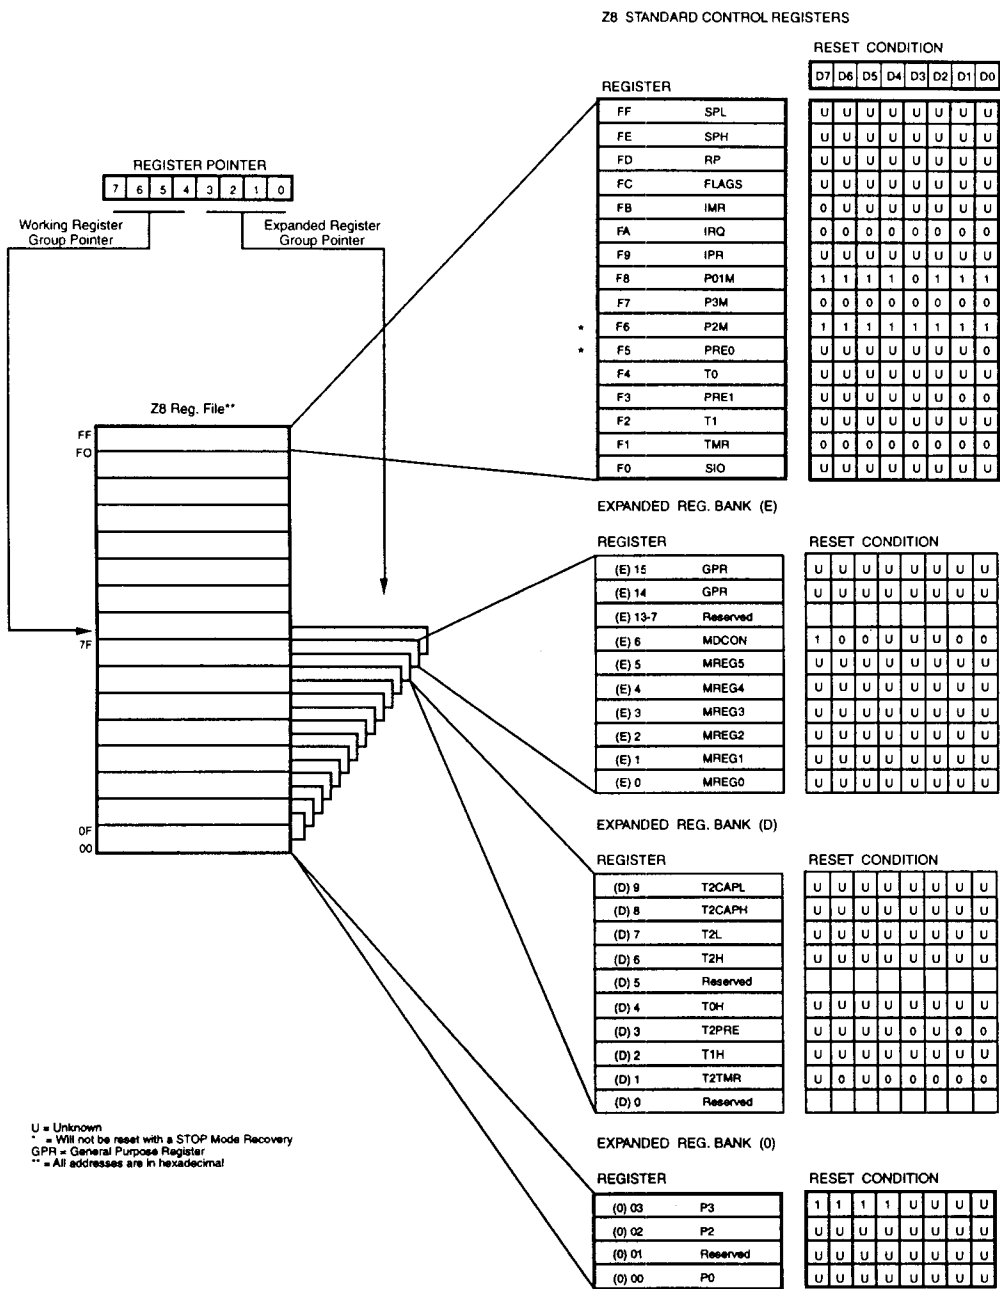 Z8 STANDARD CONTROL REGISTERS
RESET CONDITION
D7 D6 D5 D4 D3 D2 D1 D0
REGISTER
FF SPL U U U U U U U U
FE SPH U U U U U U U U
FD RP U U U U U U U U
FC FLAGS U U U U U U U U
FB IMR 0 U U U U U U U
FA IRQ 0 0 0 0 0 0 0 0
F9 IPR U U U U U U U U
F8 P01M 1 1 1 1 0 1 1 1
F7 P3M 0 0 0 0 0 0 0 0
* F6 P2M 1 1 1 1 1 1 1 1
* F5 PRE0 U U U U U U U 0
F4 T0 U U U U U U U U
F3 PRE1 U U U U U U 0 0
F2 T1 U U U U U U U U
F1 TMR 0 0 0 0 0 0 0 0
F0 SIO U U U U U U U U
REGISTER POINTER
7 6 5 4 3 2 1 0
Working Register
Group Pointer
Expanded Register
Group Pointer
Z8 Reg. File**
FF
FO
7F
0F
00
EXPANDED REG. BANK (E)
REGISTER RESET CONDITION
(E) 15 GPR U U U U U U U U
(E) 14 GPR U U U U U U U U
(E) 13-7 Reserved
(E) 6 MDCON 1 0 0 U U U 0 0
(E) 5 MREG5 U U U U U U U U
(E) 4 MREG4 U U U U U U U U
(E) 3 MREG3 U U U U U U U U
(E) 2 MREG2 U U U U U U U U
(E) 1 MREG1 U U U U U U U U
(E) 0 MREG0 U U U U U U U U
EXPANDED REG. BANK (D)
REGISTER RESET CONDITION
(D) 9 T2CAPL U U U U U U U U
(D) 8 T2CAPH U U U U U U U U
(D) 7 T2L U U U U U U U U
(D) 6 T2H U U U U U U U U
(D) 5 Reserved
(D) 4 T0H U U U U U U U U
(D) 3 T2PRE U U U U 0 U 0 0
(D) 2 T1H U U U U U U U U
(D) 1 T2TMR U 0 U 0 0 0 0 0
(D) 0 Reserved
EXPANDED REG. BANK (0)
REGISTER RESET CONDITION
(0) 03 P3 1 1 1 1 U U U U
(0) 02 P2 U U U U U U U U
(0) 01 Reserved U U U U U U U U
(0) 00 P0 U U U U U U U U
U = Unknown
* = Will not be reset with a STOP Mode Recovery
GPR = General Purpose Register
** = All addresses are in hexadecimal